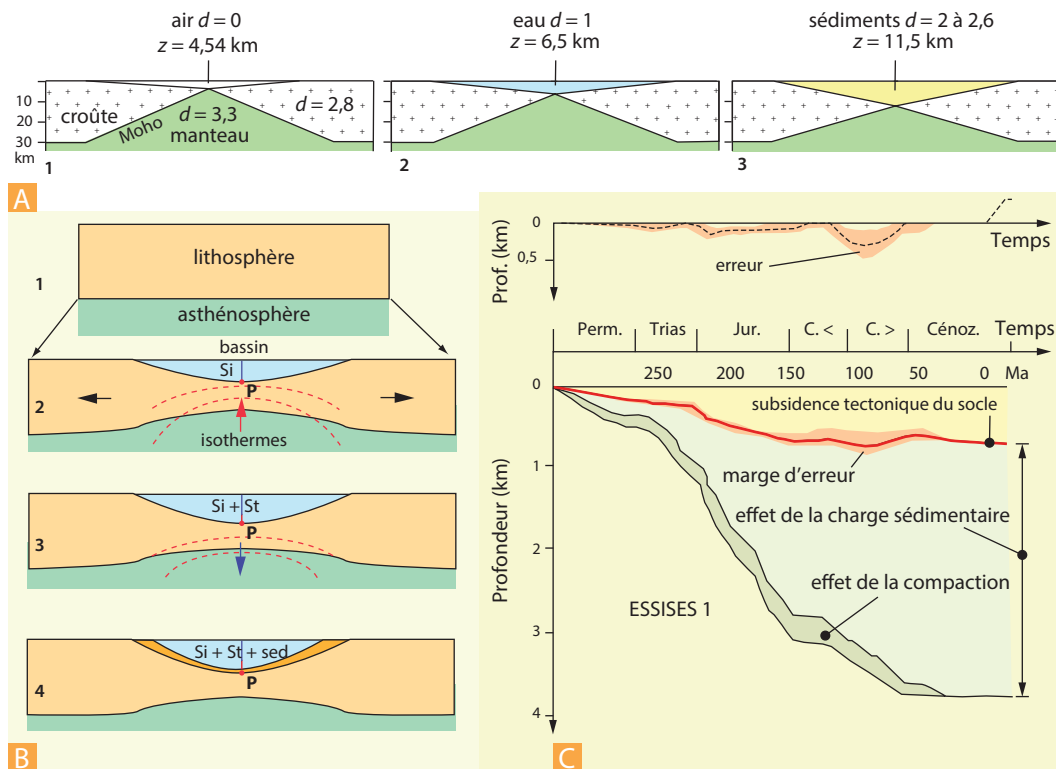 air d = 0
z = 4,54 km
eau d = 1
z = 6,5 km
sédiments d = 2 à 2,6
z = 11,5 km
10
20
30
km
croûte
Moho
d = 3,3
manteau
d = 2,8
1
2
3
A
1
lithosphère
asthénosphère
bassin
2
Si
P
isothermes
3
Si + St
P
4
Si + St + sed
P
B
Prof. (km)
0
0,5
erreur
Temps
Perm.
Trias
Jur.
C. <
C. >
Cénoz.
Temps
250
200
150
100
50
0
Ma
Profondeur (km)
0
1
2
3
4
subsidence tectonique du socle
marge d’erreur
effet de la charge sédimentaire
effet de la compaction
ESSISES 1
C